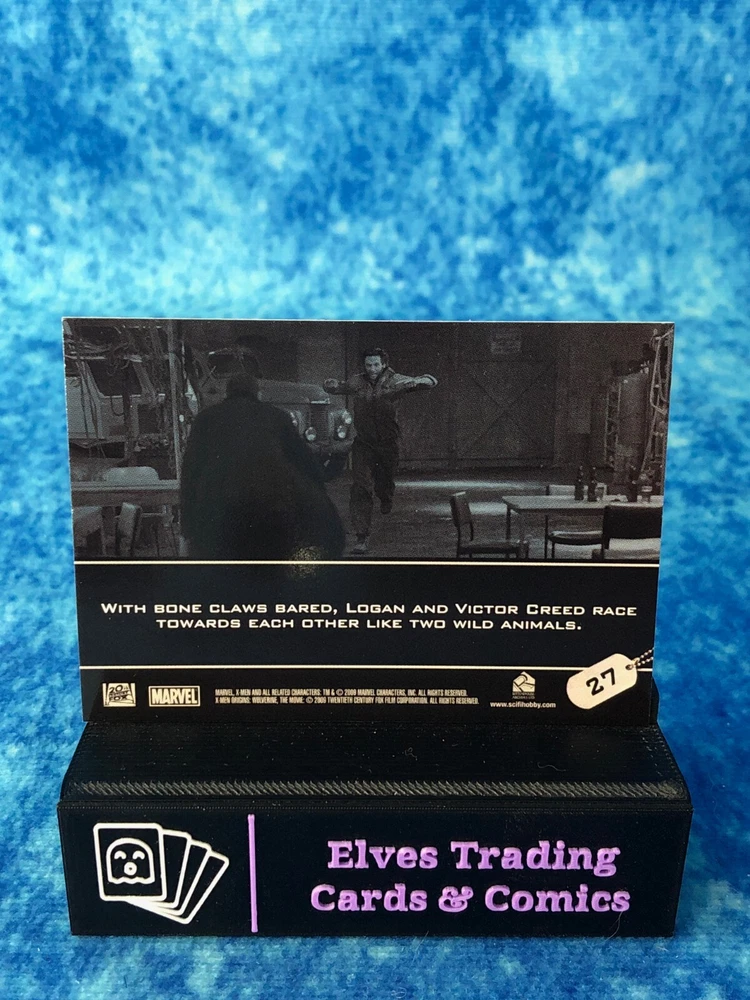 WITH BONE CLAWS BARED, LOGAN AND VICTOR CREED RACE
TOWARDS EACH OTHER LIKE TWO WILD ANIMALS.
20
FOX
MARVEL
MARVEL, X-MEN AND ALL RELATED CHARACTERS: TM & © 2009 MARVEL CHARACTERS, INC. ALL RIGHTS RESERVED.
X-MEN ORIGINS: WOLVERINE, THE MOVIE: © 2009 TWENTIETH CENTURY FOX FILM CORPORATION. ALL RIGHTS RESERVED.
www.scifihobby.com
27
Elves Trading
Cards & Comics